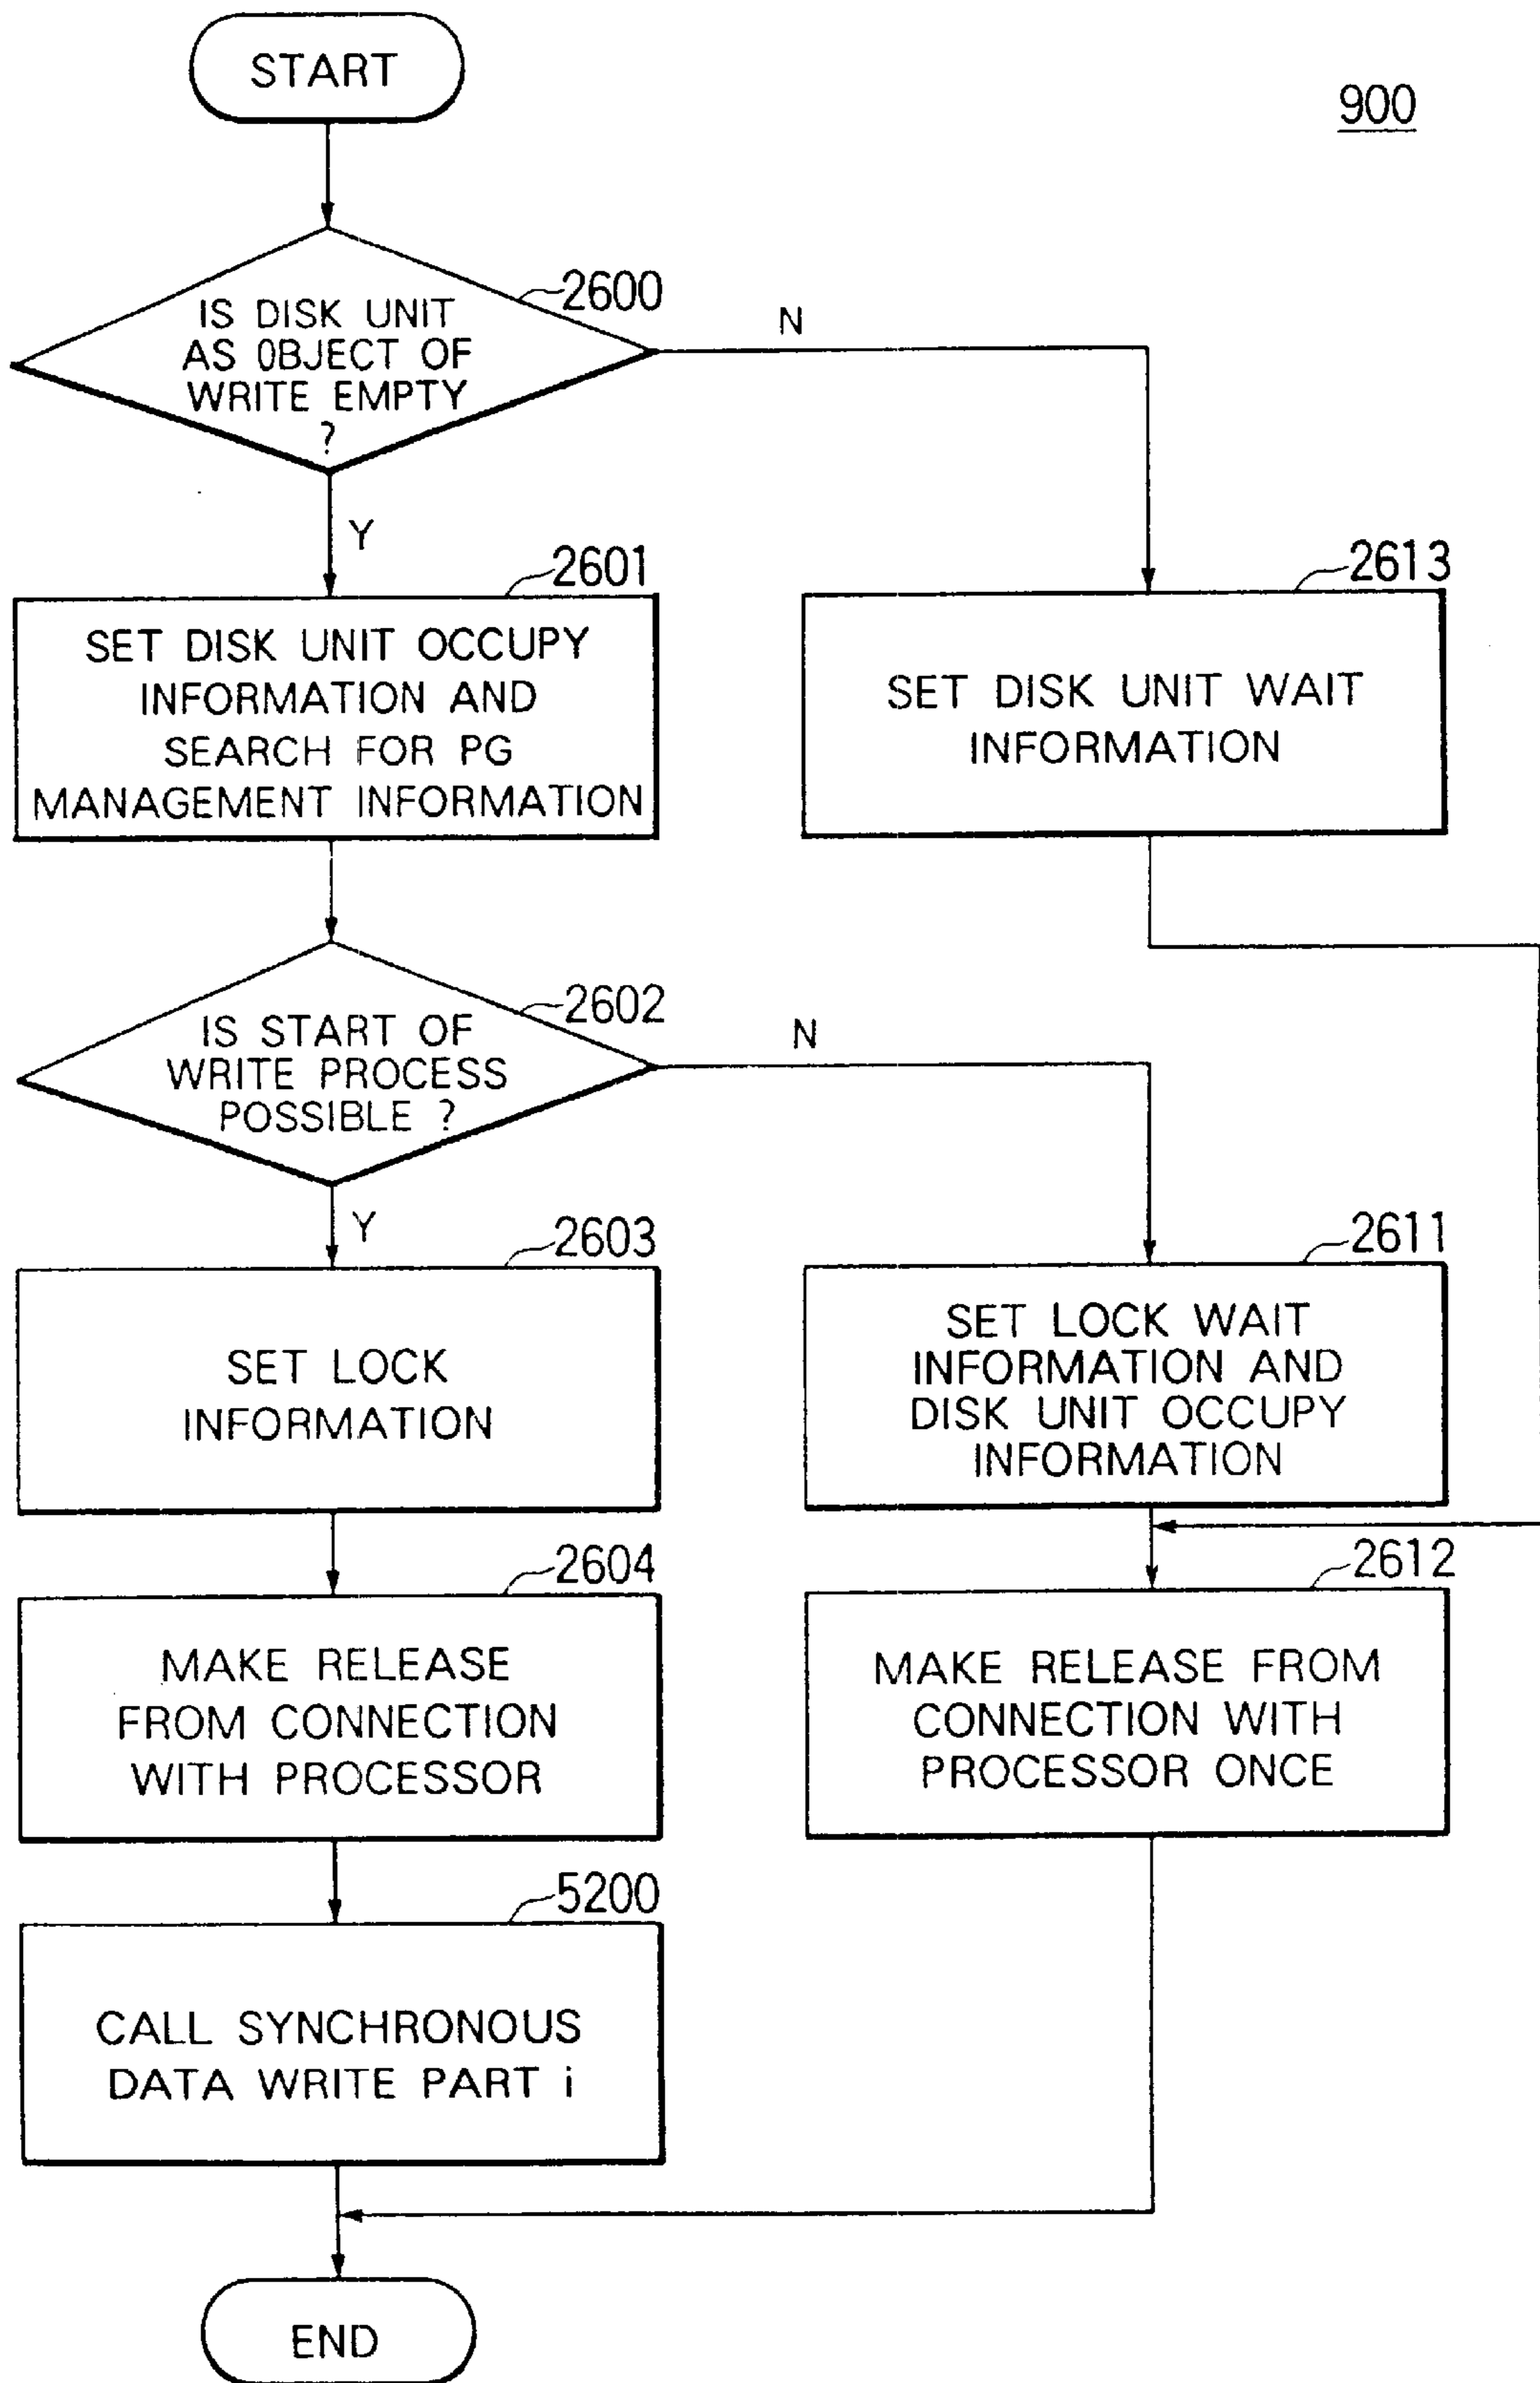 START
900
2600
IS DISK UNIT
AS OBJECT OF
WRITE EMPTY
?
N
Y
2601
SET DISK UNIT OCCUPY
INFORMATION AND
SEARCH FOR PG
MANAGEMENT INFORMATION
2613
SET DISK UNIT WAIT
INFORMATION
2602
IS START OF
WRITE PROCESS
POSSIBLE ?
N
Y
2603
SET LOCK
INFORMATION
2611
SET LOCK WAIT
INFORMATION AND
DISK UNIT OCCUPY
INFORMATION
2604
MAKE RELEASE
FROM CONNECTION
WITH PROCESSOR
2612
MAKE RELEASE FROM
CONNECTION WITH
PROCESSOR ONCE
5200
CALL SYNCHRONOUS
DATA WRITE PART i
END